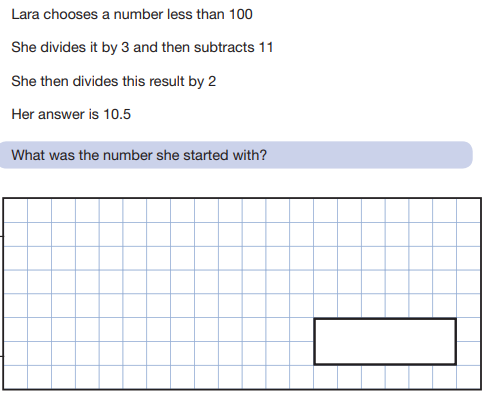 Lara chooses a number less than 100
She divides it by 3 and then subtracts 11
She then divides this result by 2
Her answer is 10.5
What was the number she started with?